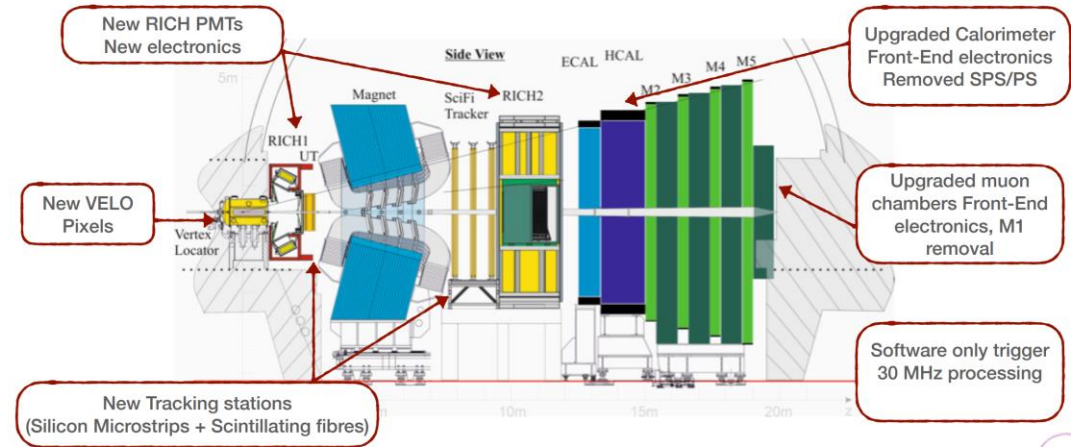 New RICH PMTs
New electronics
Upgraded Calorimeter
Front-End electronics
Removed SPS/PS
Side View
ECAL
HCAL
M2
M3
M4
M5
5m
Magnet
SciFi
Tracker
RICH2
RICH1
UT
New VELO
Pixels
Vertex
Locator
Upgraded muon
chambers Front-End
electronics, M1
removal
Software only trigger
30 MHz processing
New Tracking stations
(Silicon Microstrips + Scintillating fibres)
10m
15m
20m
z